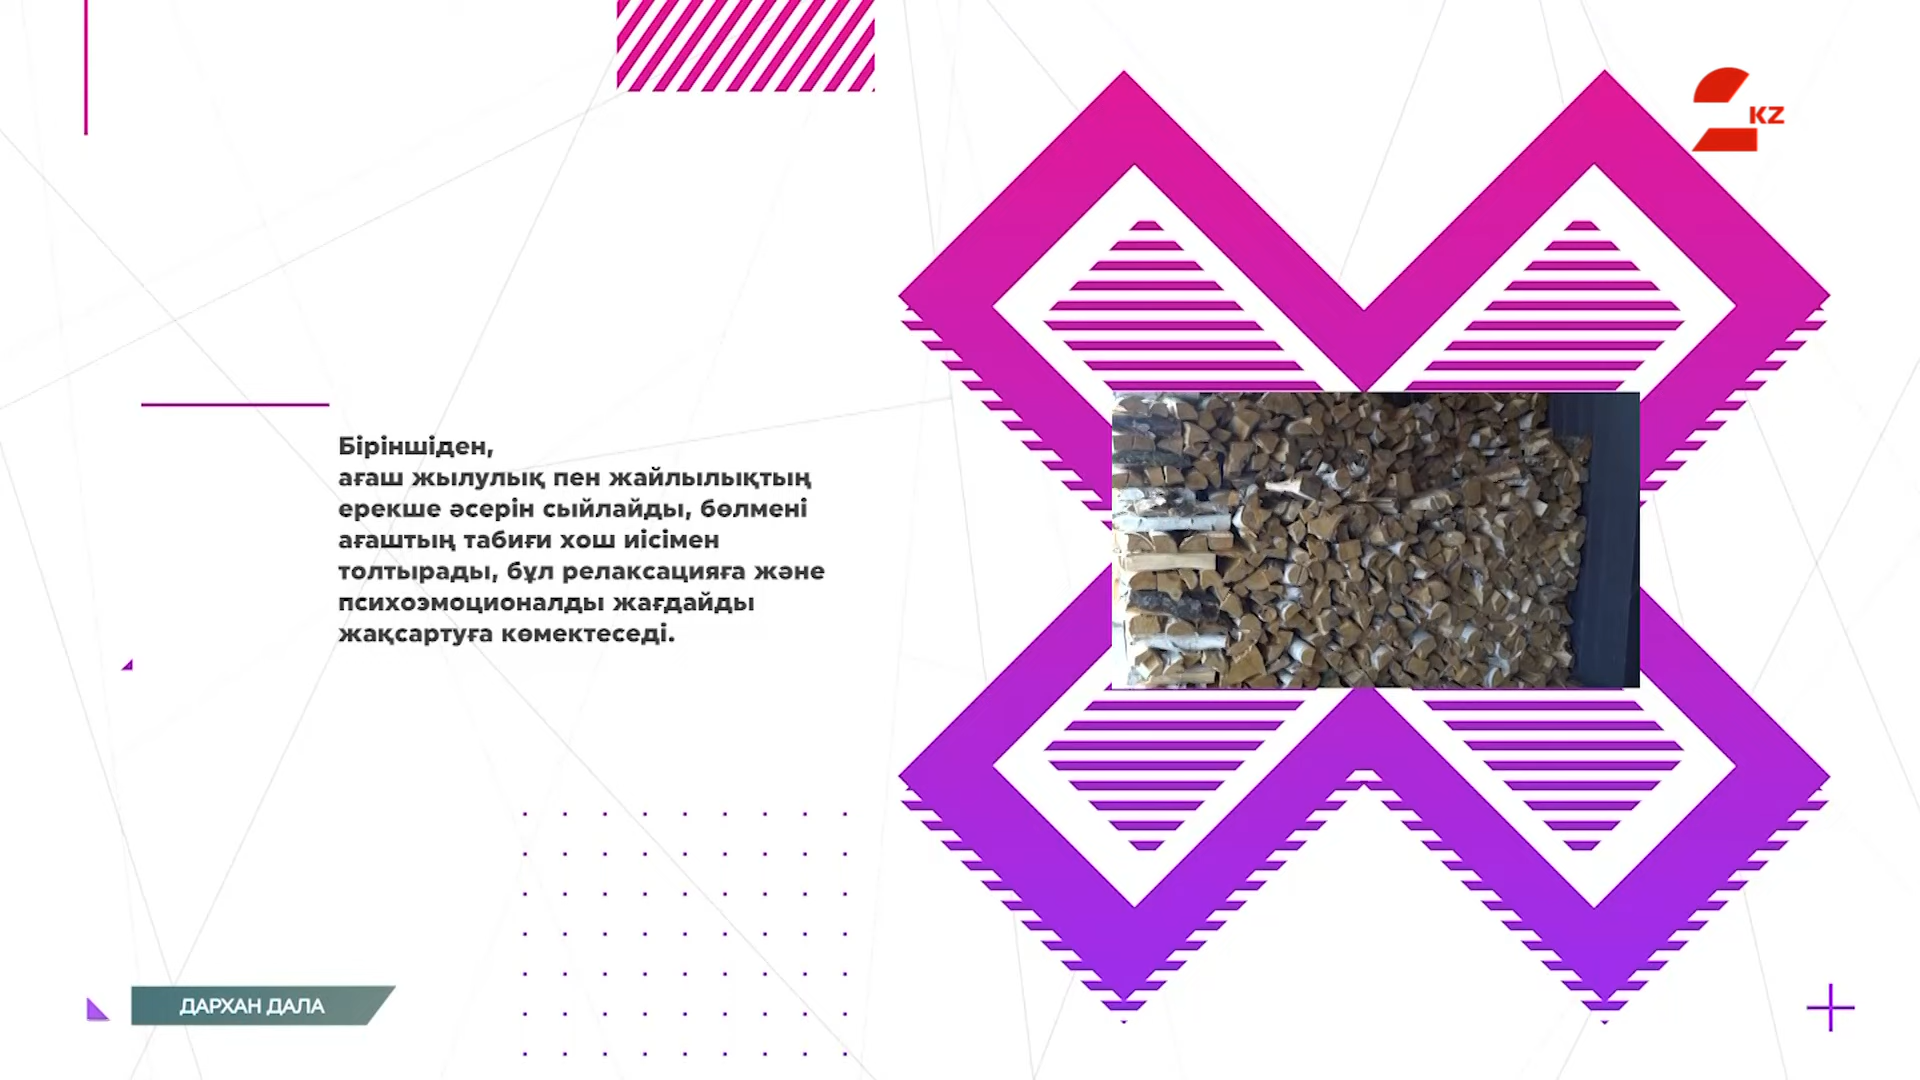 KZ
Біріншіден,
ағаш жылулық пен жайлылықтың
ерекше әсерін сыйлайды, бөлмені
ағаштың табиғи хош иісімен
толтырады, бұл релаксацияға және
психоэмоционалды жағдайды
жақсартуға көмектеседі.
ДАРХАН ДАЛА